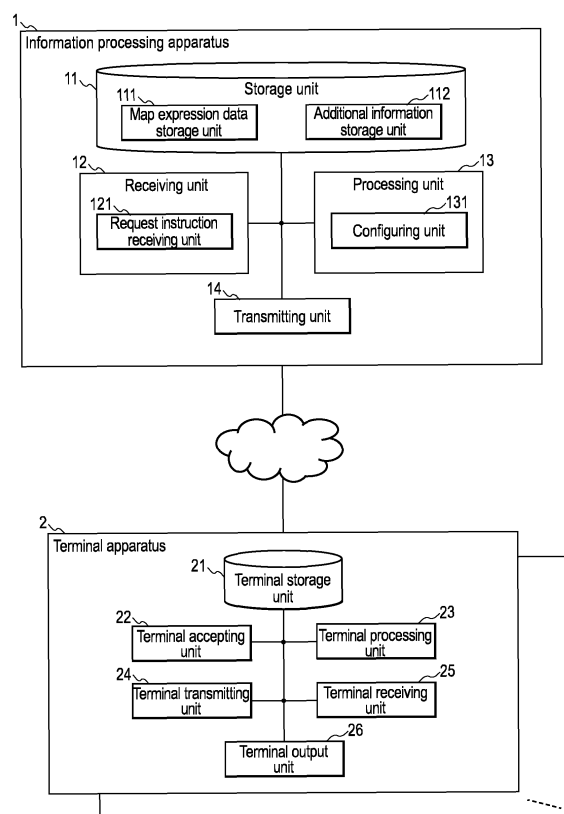 1
Information processing apparatus
11
Storage unit
111
112
Map expression data
storage unit
Additional information
storage unit
12
13
Receiving unit
Processing unit
121
131
Request instruction
receiving unit
Configuring unit
14
Transmitting unit
2
Terminal apparatus
21
Terminal storage
unit
22
23
Terminal accepting
unit
Terminal processing
unit
24
25
Terminal transmitting
unit
Terminal receiving
unit
26
Terminal output
unit